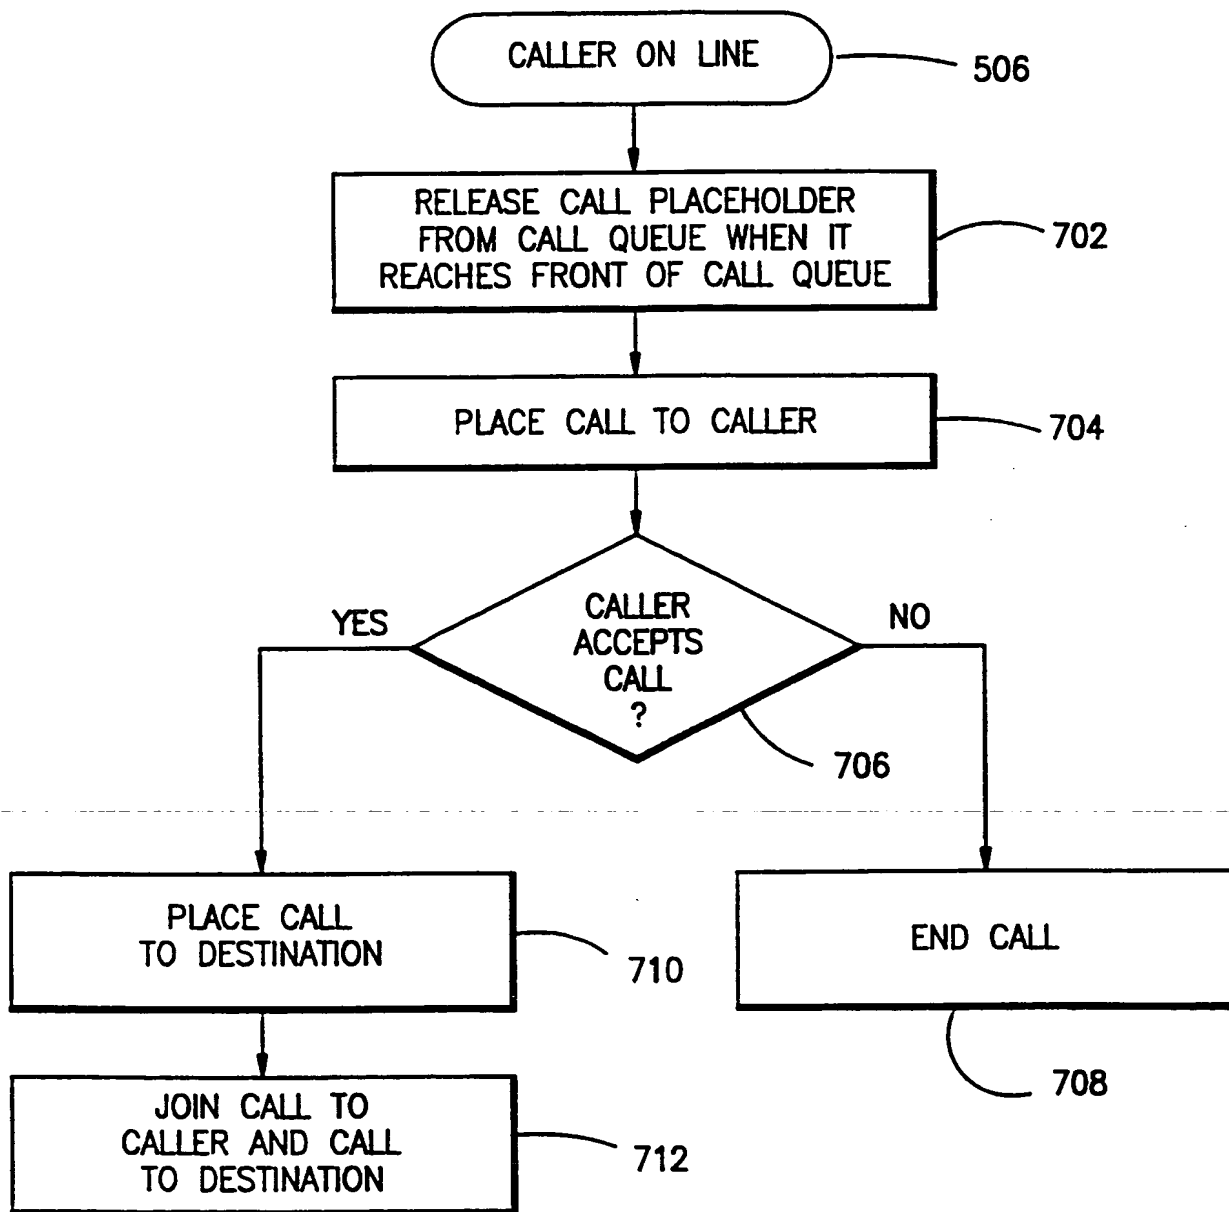 CALLER ON LINE
506
RELEASE CALL PLACEHOLDER
FROM CALL QUEUE WHEN IT
REACHES FRONT OF CALL QUEUE
702
PLACE CALL TO CALLER
704
YES
CALLER
ACCEPTS
CALL
?
NO
706
PLACE CALL
TO DESTINATION
710
END CALL
708
JOIN CALL TO
CALLER AND CALL
TO DESTINATION
712